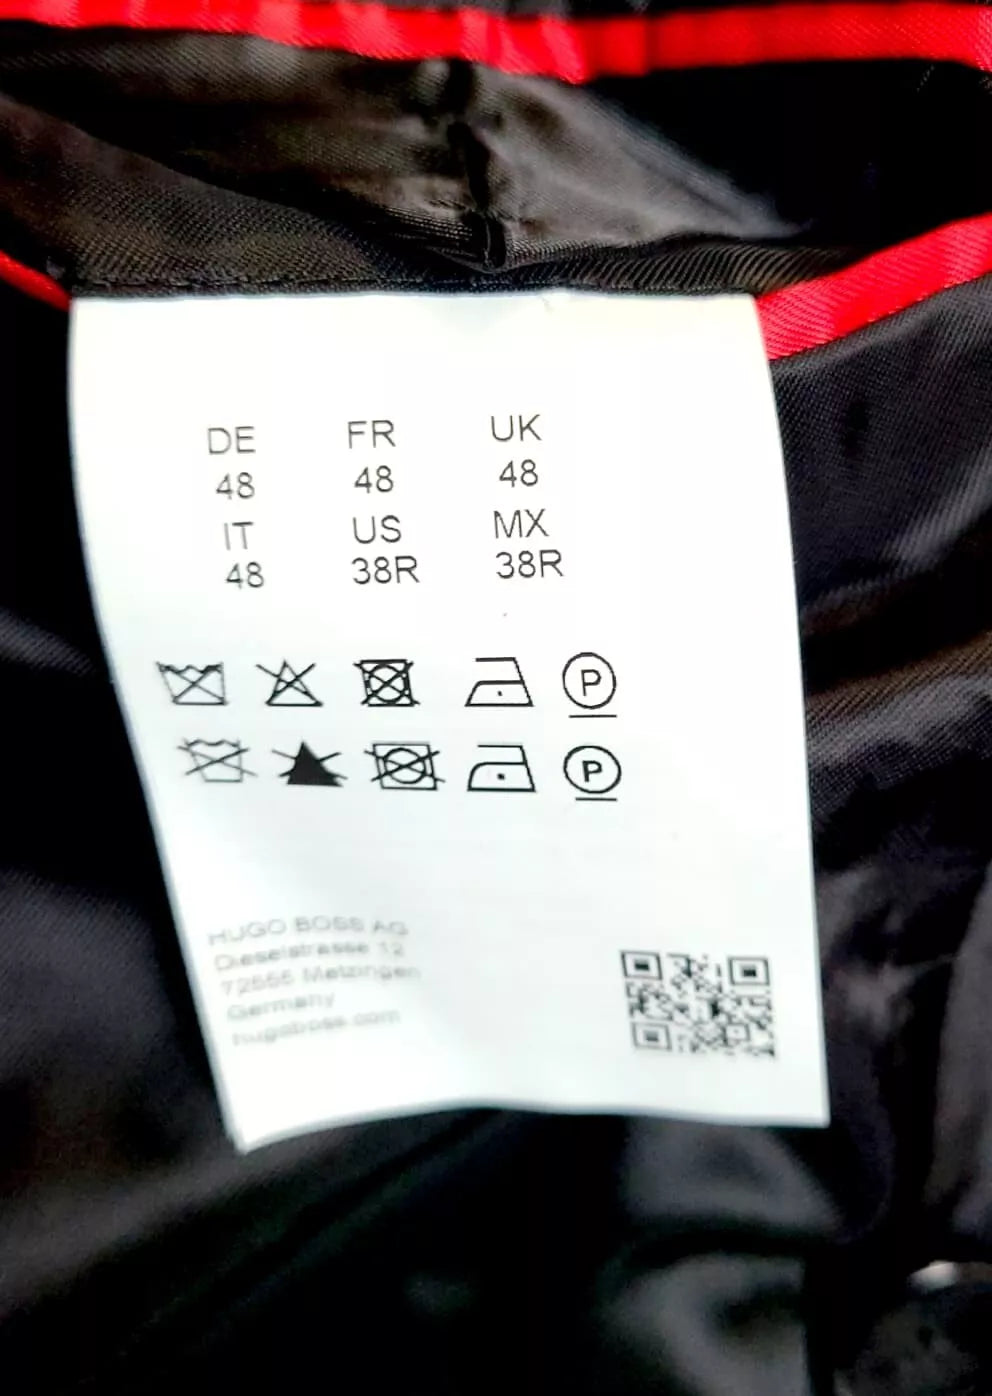 DE FR UK
48 48 48
IT US MX
48 38R 38R
P
P
HUGO BOSS AG
Dieselstrasse 12
72555 Metzingen
Germany
hugoboss.com